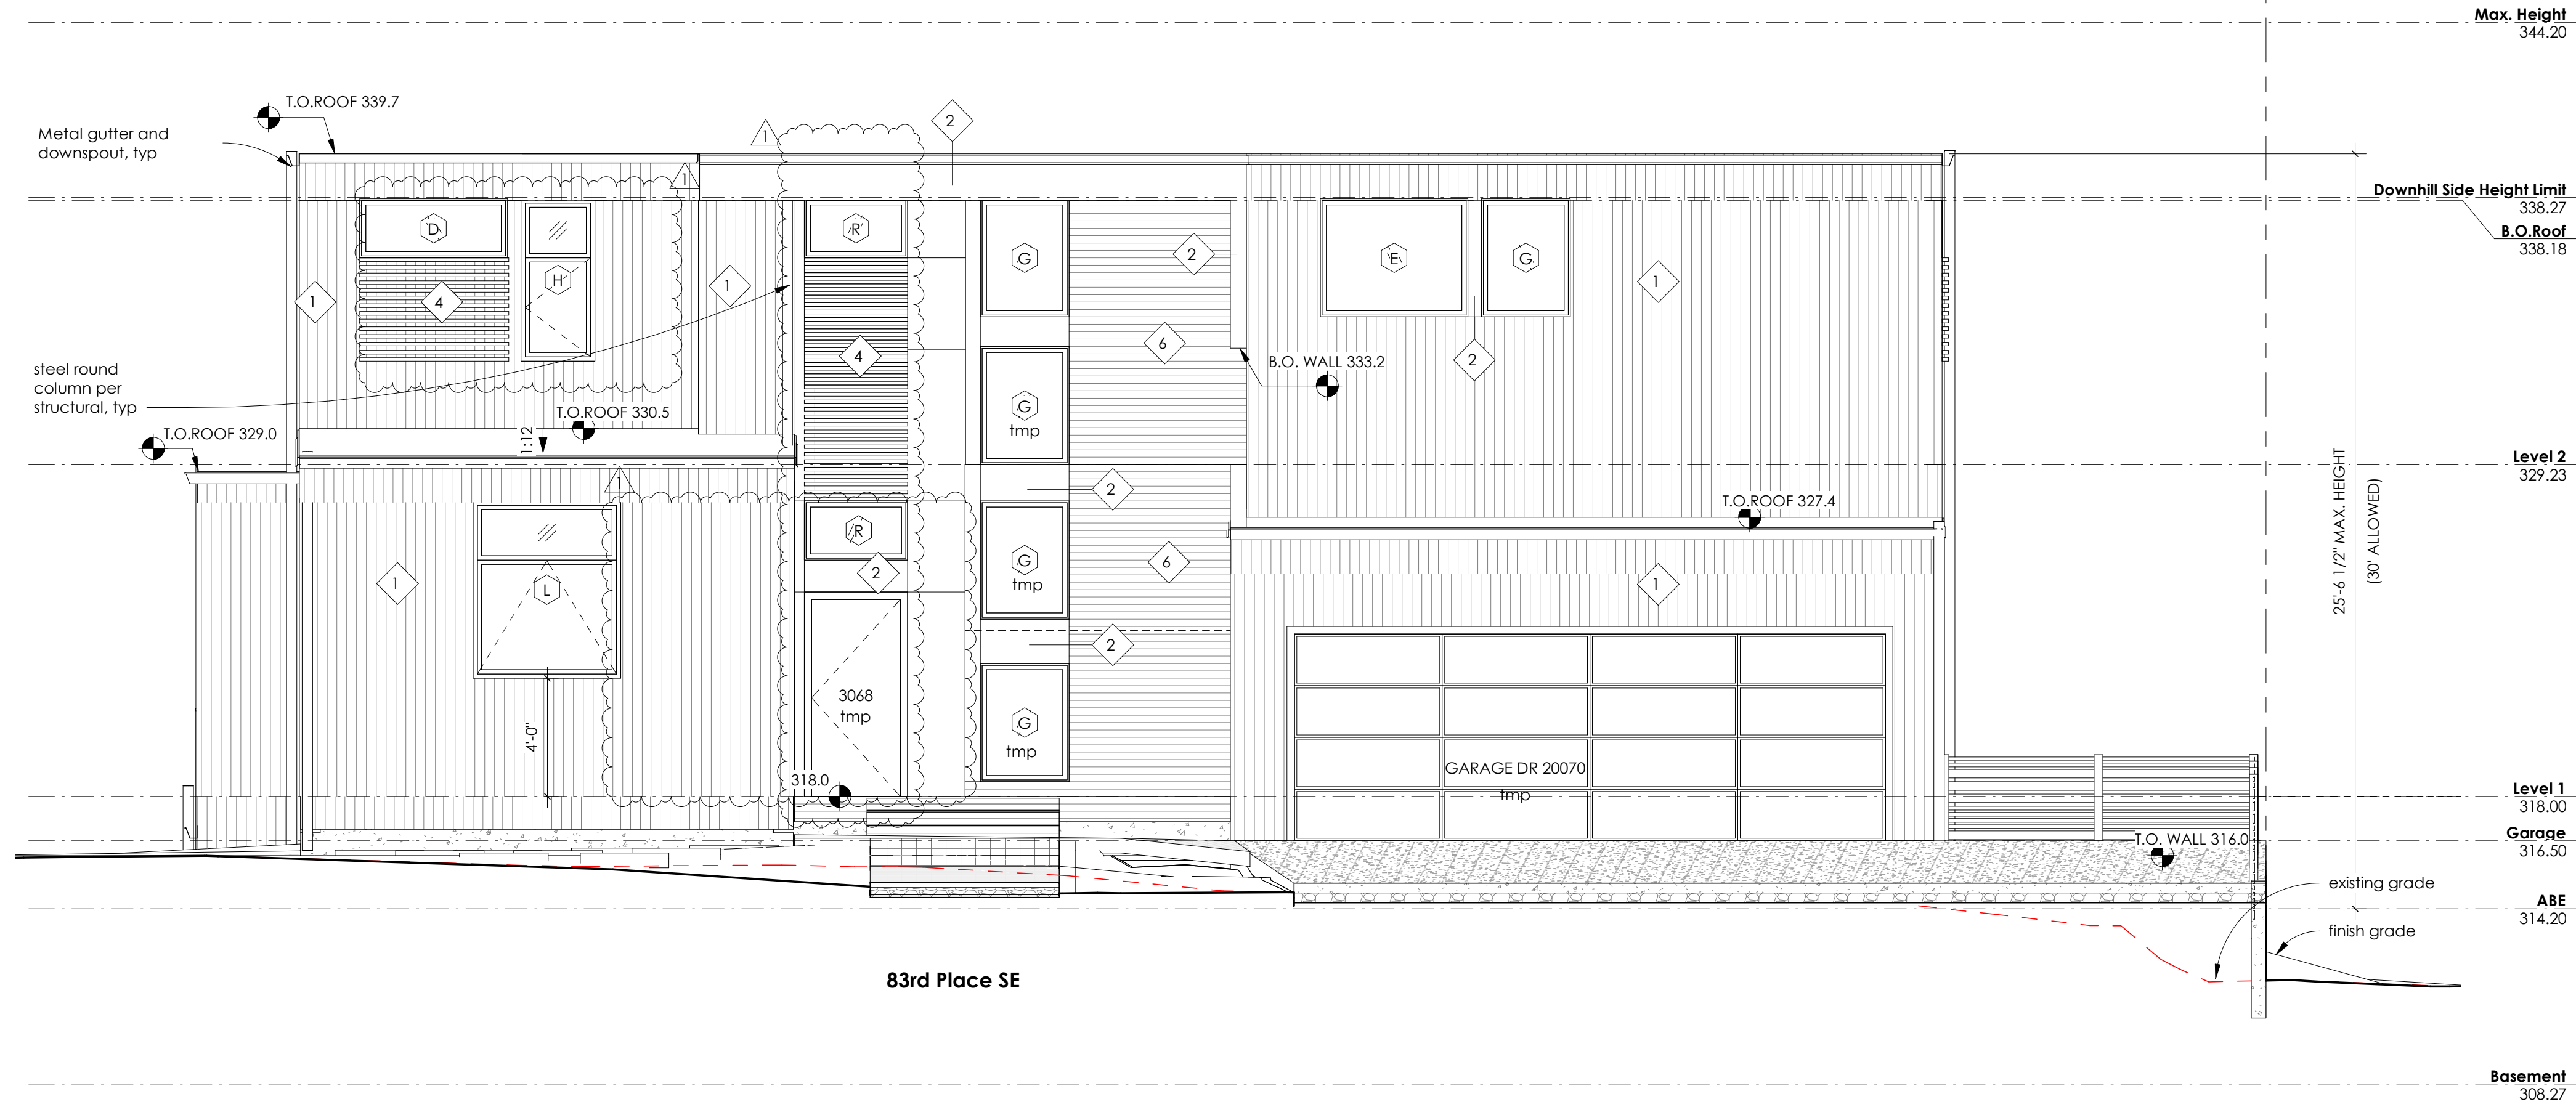 Max. Height
344.20
T.O.ROOF 339.7
Metal gutter and
downspout, typ
1
2
1
Downhill Side Height Limit
338.27
B.O.Roof
338.18
D
R
G
2
E
G
H
1
4
1
1
6
4
2
B.O. WALL 333.2
steel round
column per
structural, typ
G
tmp
T.O.ROOF 330.5
1:12
T.O.ROOF 329.0
Level 2
329.23
1
2
T.O.ROOF 327.4
25'-6 1/2" MAX. HEIGHT
(30' ALLOWED)
R
G
tmp
6
2
1
L
1
2
3068
tmp
G
tmp
4'-0"
318.0
GARAGE DR 20070
tmp
Level 1
318.00
Garage
316.50
T.O. WALL 316.0
existing grade
ABE
314.20
finish grade
83rd Place SE
Basement
308.27